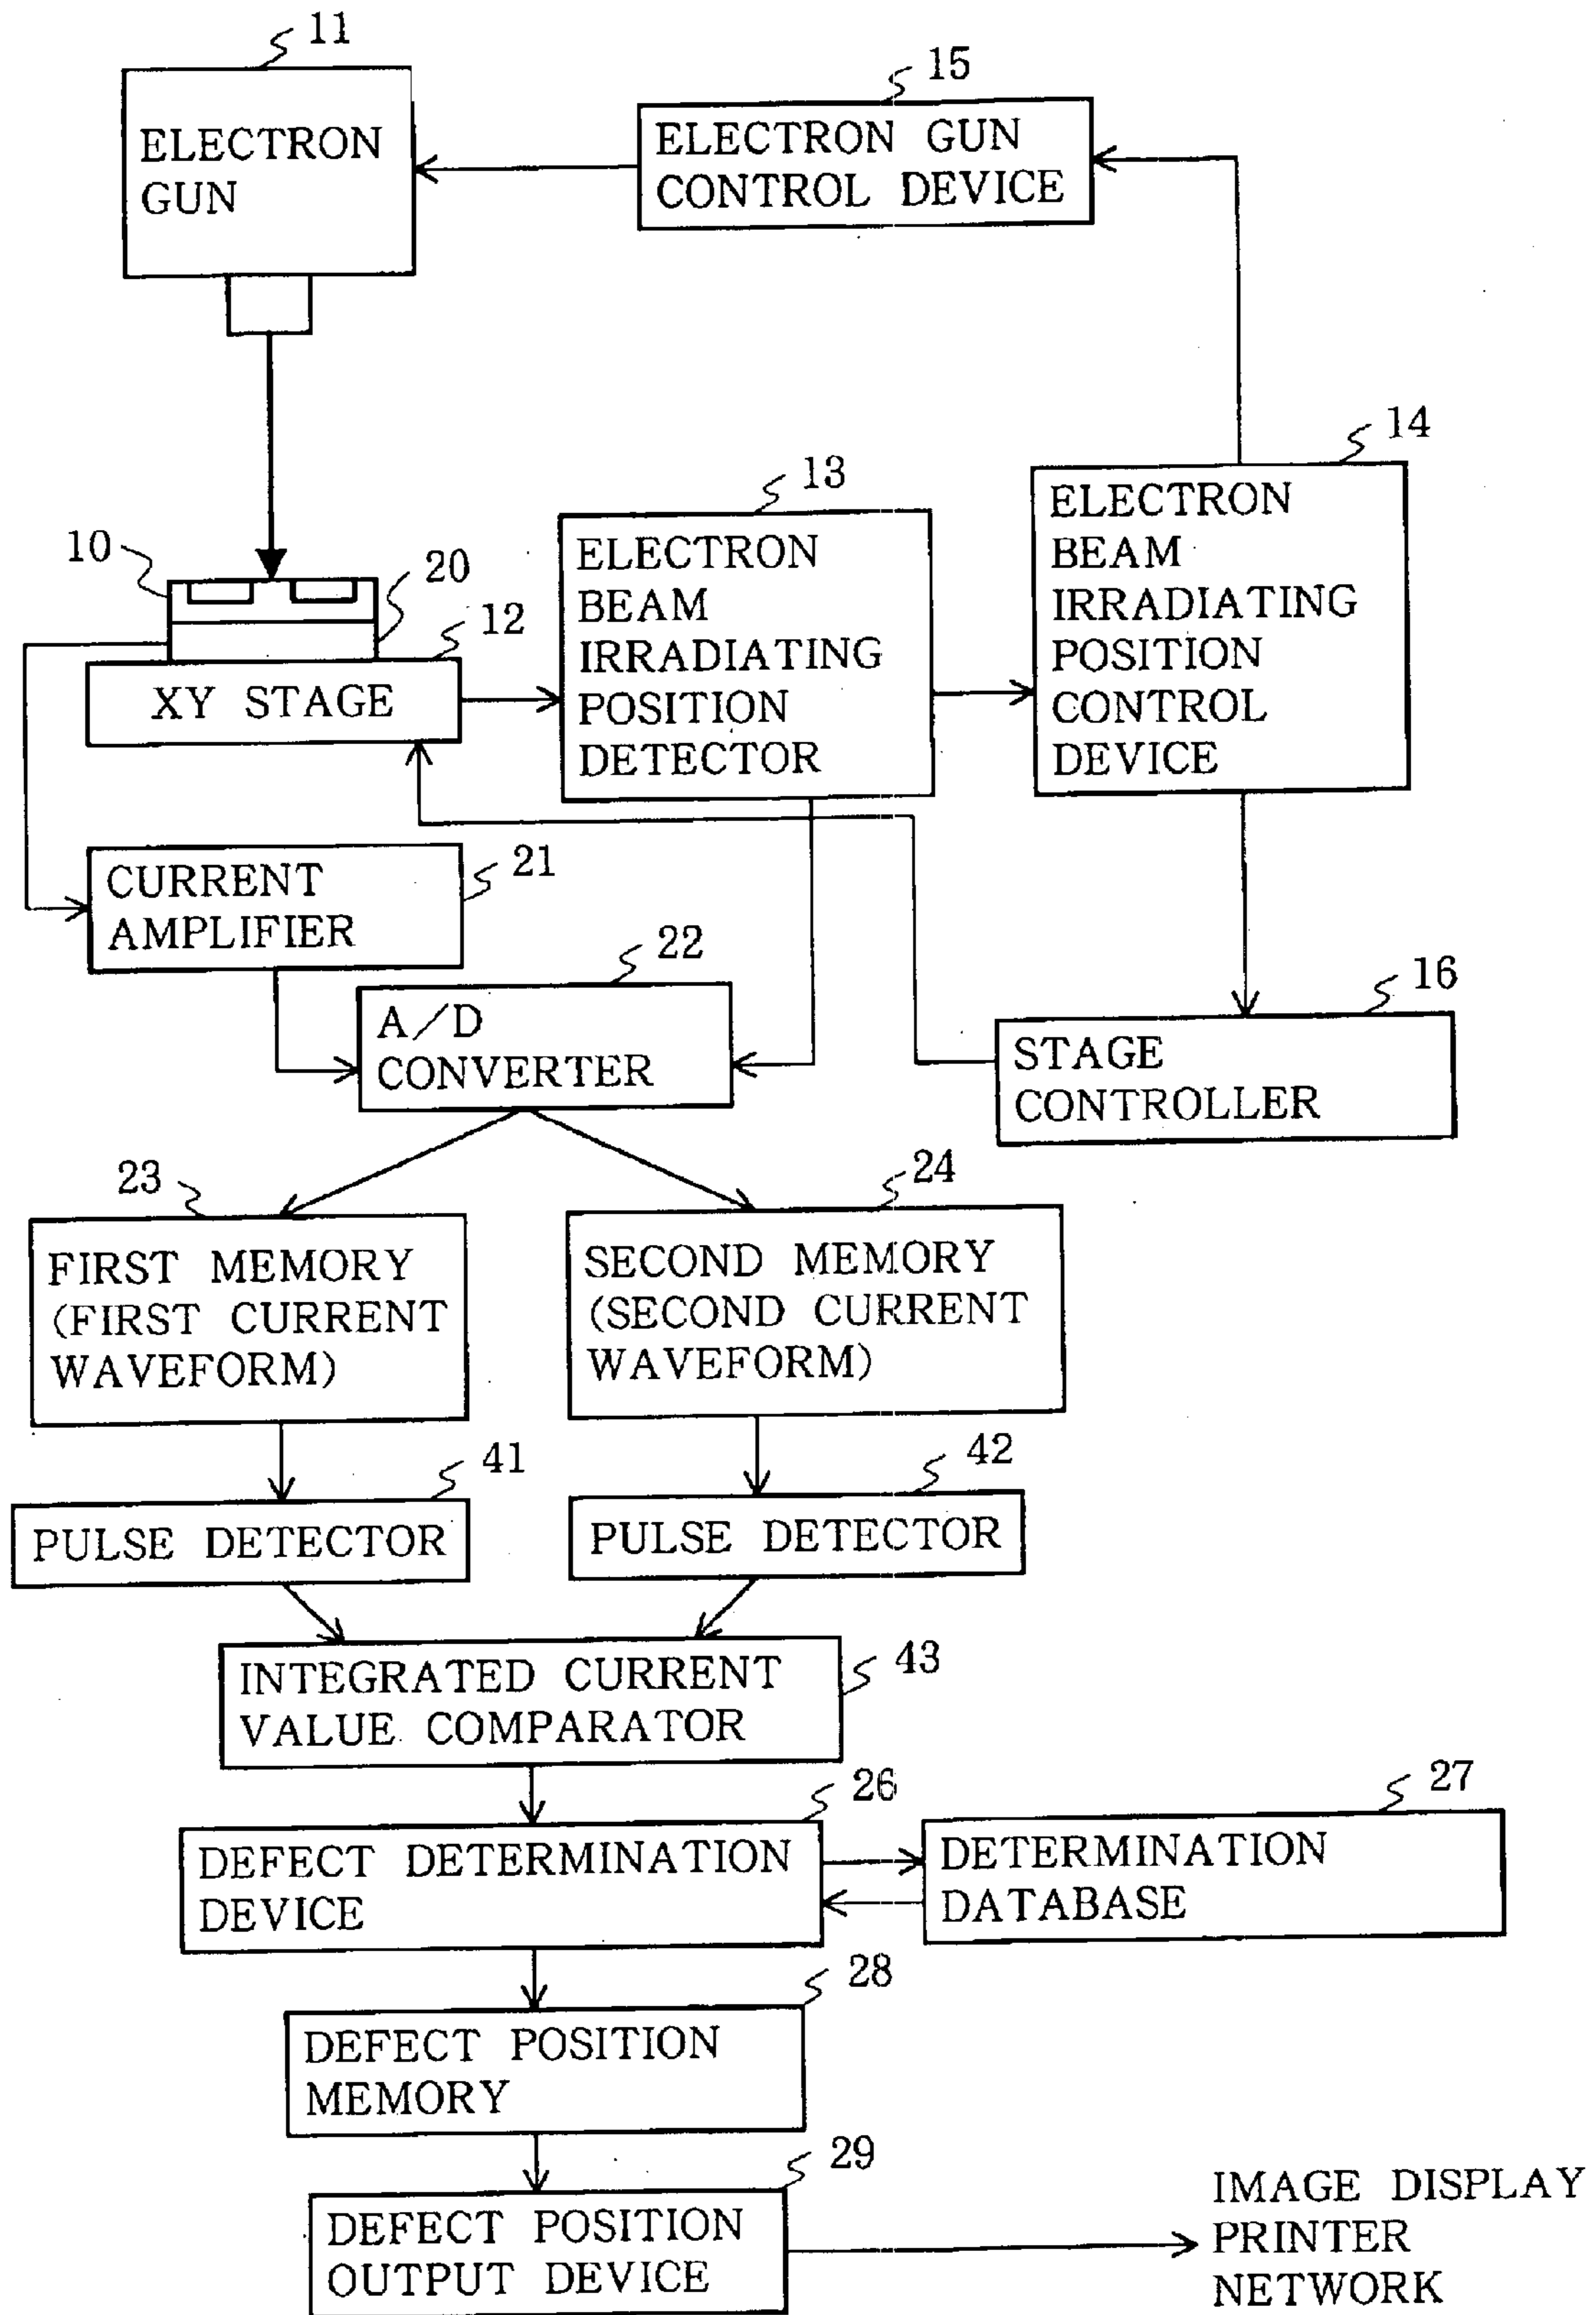 11
ELECTRON
GUN
15
ELECTRON GUN
CONTROL DEVICE
14
ELECTRON
BEAM
IRRADIATING
POSITION
CONTROL
DEVICE
13
ELECTRON
BEAM
IRRADIATING
POSITION
DETECTOR
10
20
12
XY STAGE
21
CURRENT
AMPLIFIER
22
A/D
CONVERTER
16
STAGE
CONTROLLER
23
FIRST MEMORY
(FIRST CURRENT
WAVEFORM)
24
SECOND MEMORY
(SECOND CURRENT
WAVEFORM)
41
PULSE DETECTOR
42
PULSE DETECTOR
43
INTEGRATED CURRENT
VALUE COMPARATOR
26
DEFECT DETERMINATION
DEVICE
27
DETERMINATION
DATABASE
28
DEFECT POSITION
MEMORY
29
DEFECT POSITION
OUTPUT DEVICE
IMAGE DISPLAY
PRINTER
NETWORK